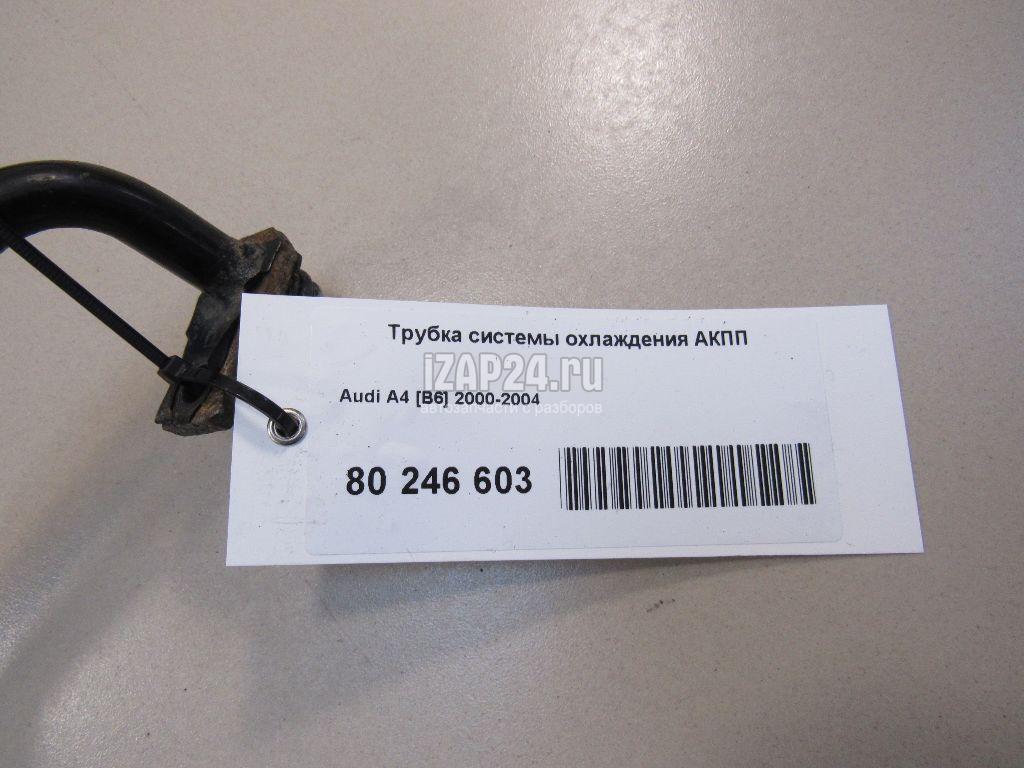 Трубка системы охлаждения АКПП
iZAP24.ru
Audi A4 [B6] 2000-2004
автозапчасти с разборов
80 246 603